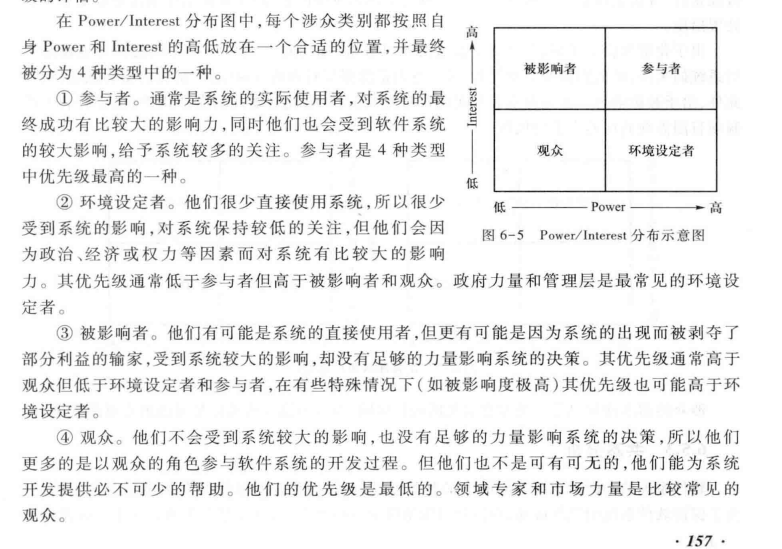 在 Power/Interest 分布图中,每个涉众类别都按照自
身 Power 和 Interest 的高低放在一个合适的位置,并最终
被分为 4 种类型中的一种。
① 参与者。通常是系统的实际使用者,对系统的最
终成功有比较大的影响力,同时他们也会受到软件系统
的较大影响,给予系统较多的关注。参与者是 4 种类型
中优先级最高的一种。
② 环境设定者。他们很少直接使用系统,所以很少
受到系统的影响,对系统保持较低的关注,但他们会因
为政治、经济或权力等因素而对系统有比较大的影响
高
Interest
低
被影响者
参与者
观众
环境设定者
低 Power 高
图 6-5 Power/Interest 分布示意图
力。其优先级通常低于参与者但高于被影响者和观众。政府力量和管理层是最常见的环境设
定者。
③ 被影响者。他们有可能是系统的直接使用者,但更有可能是因为系统的出现而被剥夺了
部分利益的输家,受到系统较大的影响,却没有足够的力量影响系统的决策。其优先级通常高于
观众但低于环境设定者和参与者,在有些特殊情况下(如被影响度极高)其优先级也可能高于环
境设定者。
④ 观众。他们不会受到系统较大的影响,也没有足够的力量影响系统的决策,所以他们
更多的是以观众的角色参与软件系统的开发过程。但他们也不是可有可无的,他们能为系统
开发提供必不可少的帮助。他们的优先级是最低的。领域专家和市场力量是比较常见的
观众。
· 157 ·